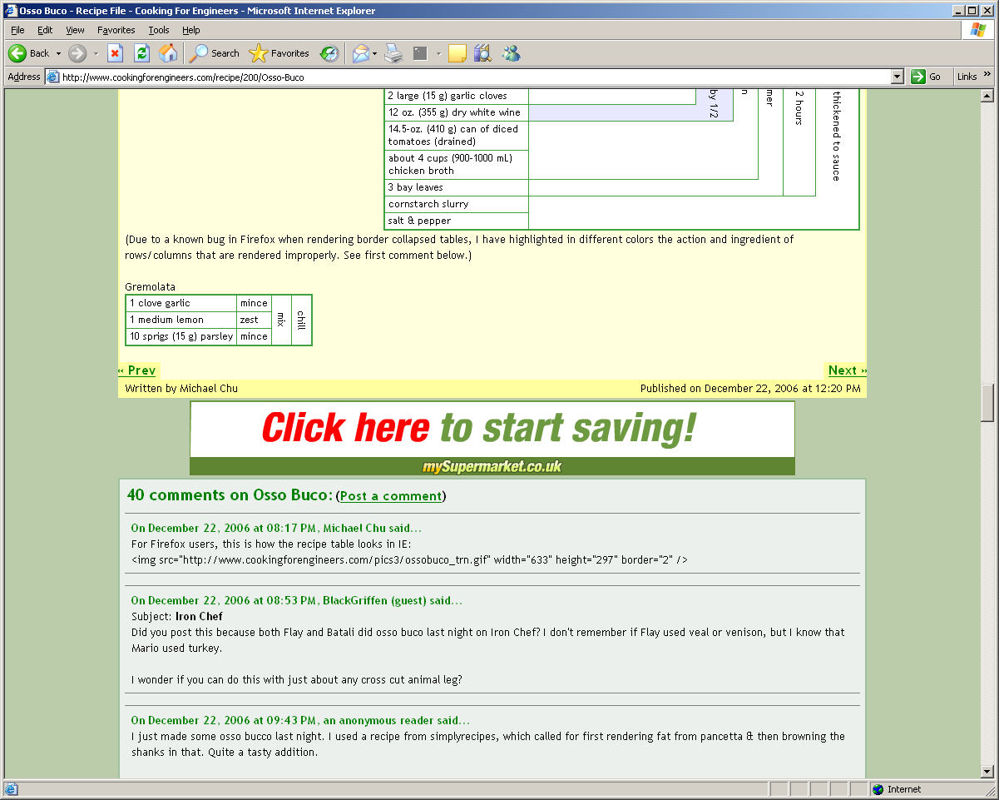 Osso Buco - Recipe File - Cooking For Engineers - Microsoft Internet Explorer
File Edit View Favorites Tools Help
Back Search Favorites
Address http://www.cookingforengineers.com/recipe/200/Osso-Buco Go Links »
2 large (15 g) garlic cloves
12 oz. (355 g) dry white wine
14.5-oz. (410 g) can of diced
tomatoes (drained)
about 4 cups (900-1000 mL)
chicken broth
3 bay leaves
cornstarch slurry
salt & pepper
by 1/2
n
mer
2 hours
thickened to sauce
(Due to a known bug in Firefox when rendering border collapsed tables, I have highlighted in different colors the action and ingredient of
rows/columns that are rendered improperly. See first comment below.)
Gremolata
1 clove garlic mince
1 medium lemon zest
10 sprigs (15 g) parsley mince
mix
chill
« Prev Next »
Written by Michael Chu Published on December 22, 2006 at 12:20 PM
Click here to start saving!
mySupermarket.co.uk
40 comments on Osso Buco: (Post a comment)
On December 22, 2006 at 08:17 PM, Michael Chu said...
For Firefox users, this is how the recipe table looks in IE:
<img src="http://www.cookingforengineers.com/pics3/ossobuco_trn.gif" width="633" height="297" border="2" />
On December 22, 2006 at 08:53 PM, BlackGriffen (guest) said...
Subject: Iron Chef
Did you post this because both Flay and Batali did osso buco last night on Iron Chef? I don't remember if Flay used veal or venison, but I know that
Mario used turkey.
I wonder if you can do this with just about any cross cut animal leg?
On December 22, 2006 at 09:43 PM, an anonymous reader said...
I just made some osso bucco last night. I used a recipe from simplyrecipes, which called for first rendering fat from pancetta & then browning the
shanks in that. Quite a tasty addition.
Internet